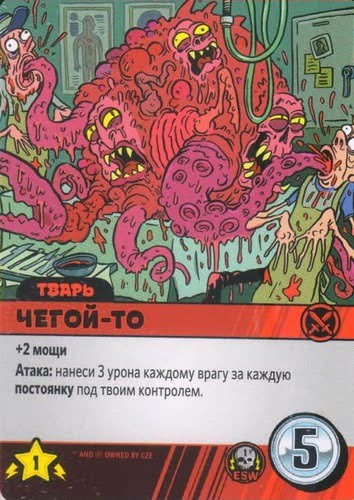 ТВАРЬ
ЧЕГОЙ-ТО
+2 мощи
Атака: нанеси 3 урона каждому врагу за каждую
постоянку под твоим контролем.
1
™ AND © OWNED BY CZE
ESW
5